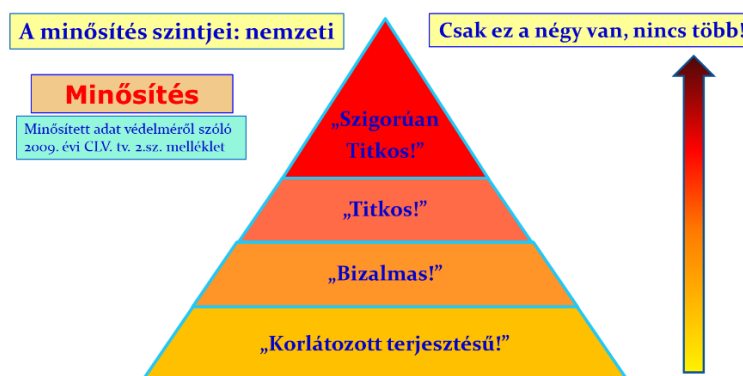 A minősítés szintjei: nemzeti
Csak ez a négy van, nincs több!
Minősítés
Minősített adat védelméről szóló
2009. évi CLV. tv. 2.sz. melléklet
„Szigorúan
Titkos!”
„Titkos!”
„Bizalmas!”
„Korlátozott terjesztésű!”